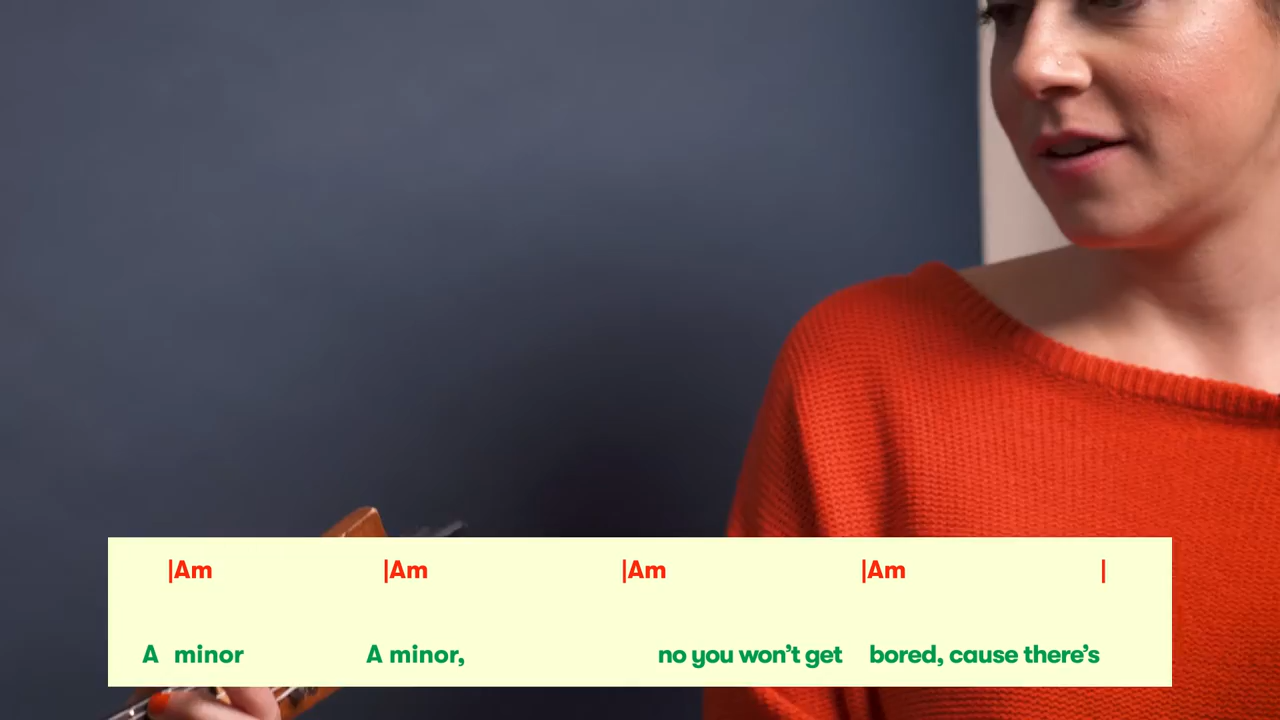 |Am |Am |Am |Am |
A minor A minor, no you won't get bored, cause there's